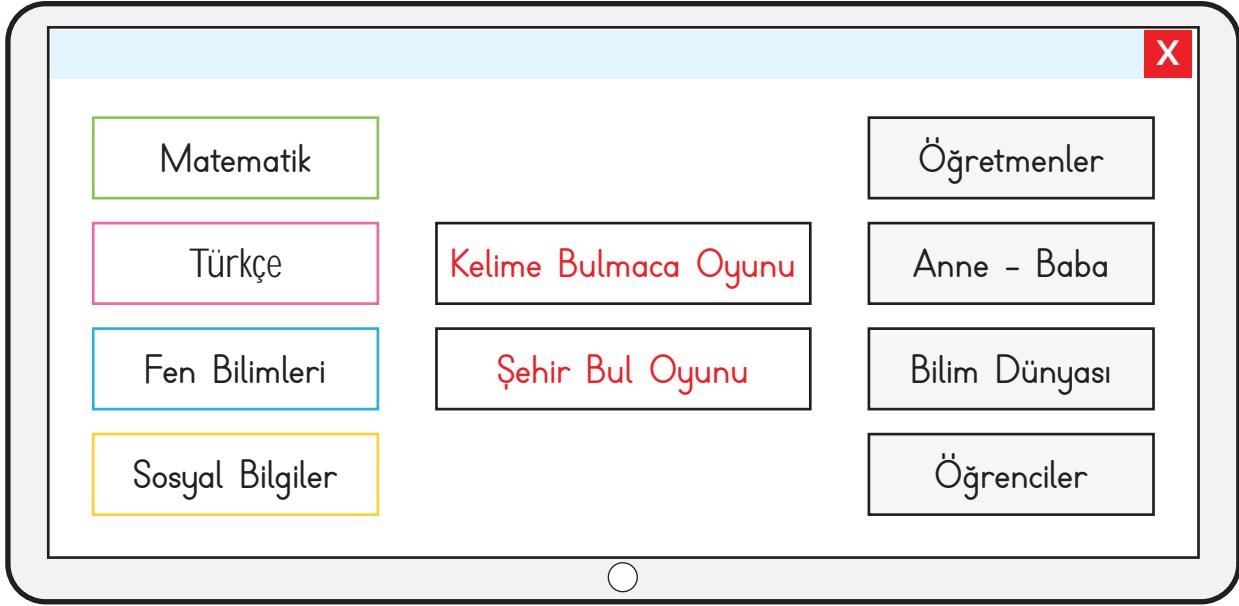 X
Matematik
Türkçe
Fen Bilimleri
Sosyal Bilgiler
Kelime Bulmaca Oyunu
Şehir Bul Oyunu
Öğretmenler
Anne - Baba
Bilim Dünyası
Öğrenciler